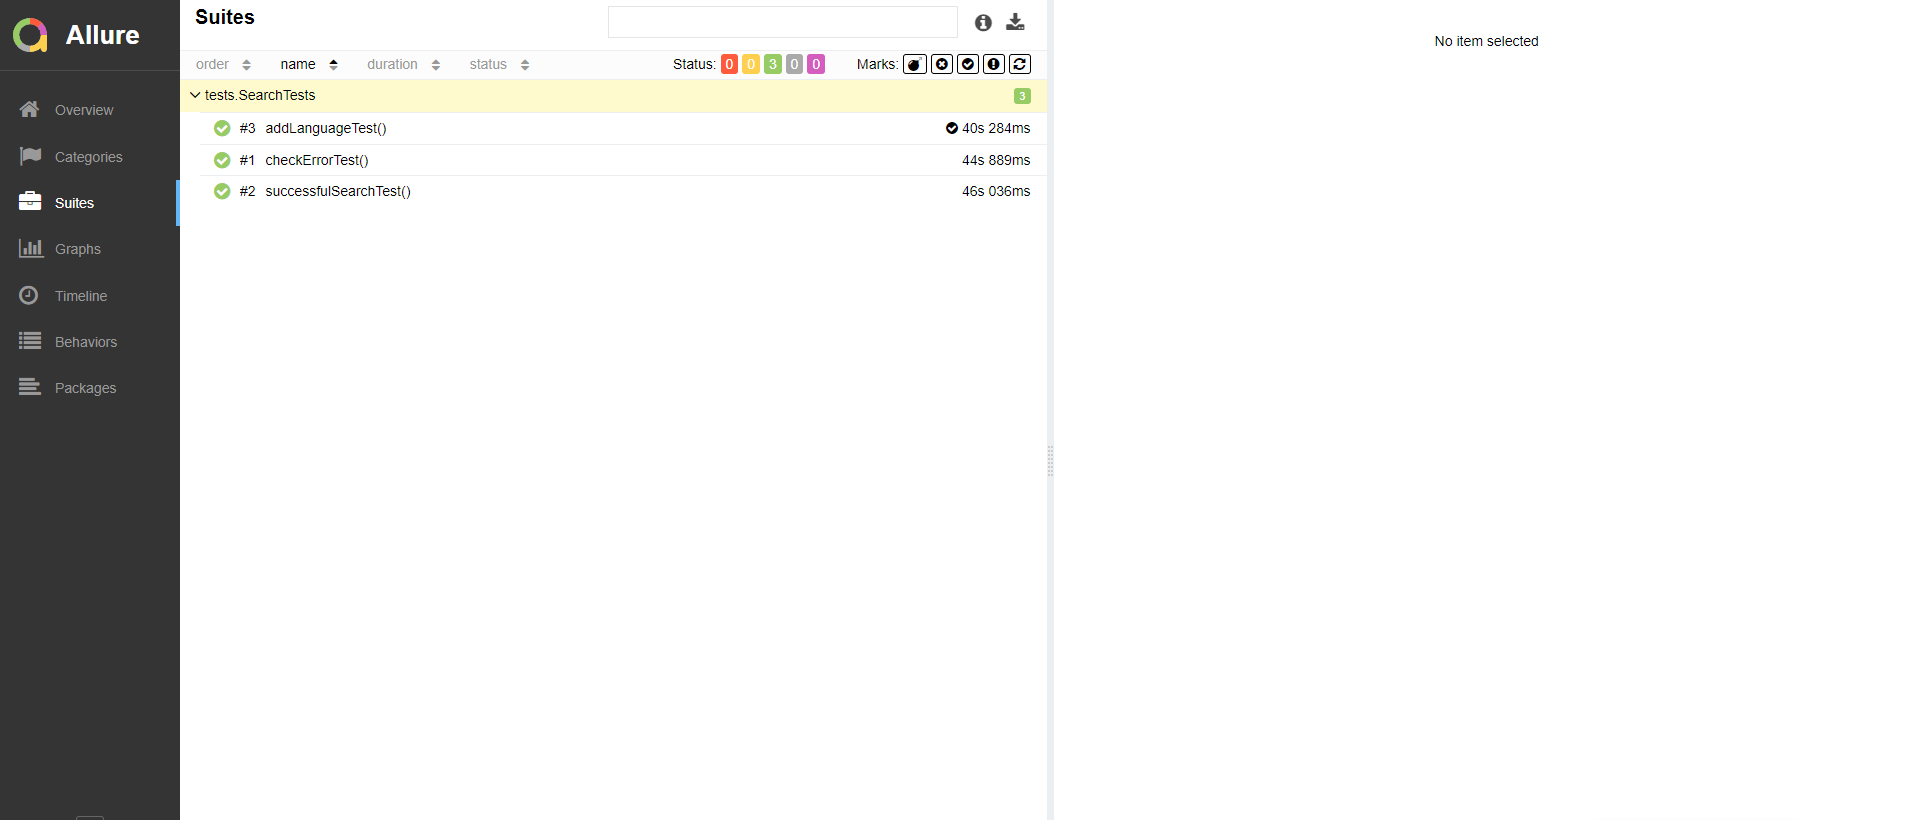 Allure
Overview
Categories
Suites
Graphs
Timeline
Behaviors
Packages
Suites
order name duration status Status: 0 0 3 0 0 Marks:
tests.SearchTests 3
#3 addLanguageTest() 40s 284ms
#1 checkErrorTest() 44s 889ms
#2 successfulSearchTest() 46s 036ms
No item selected